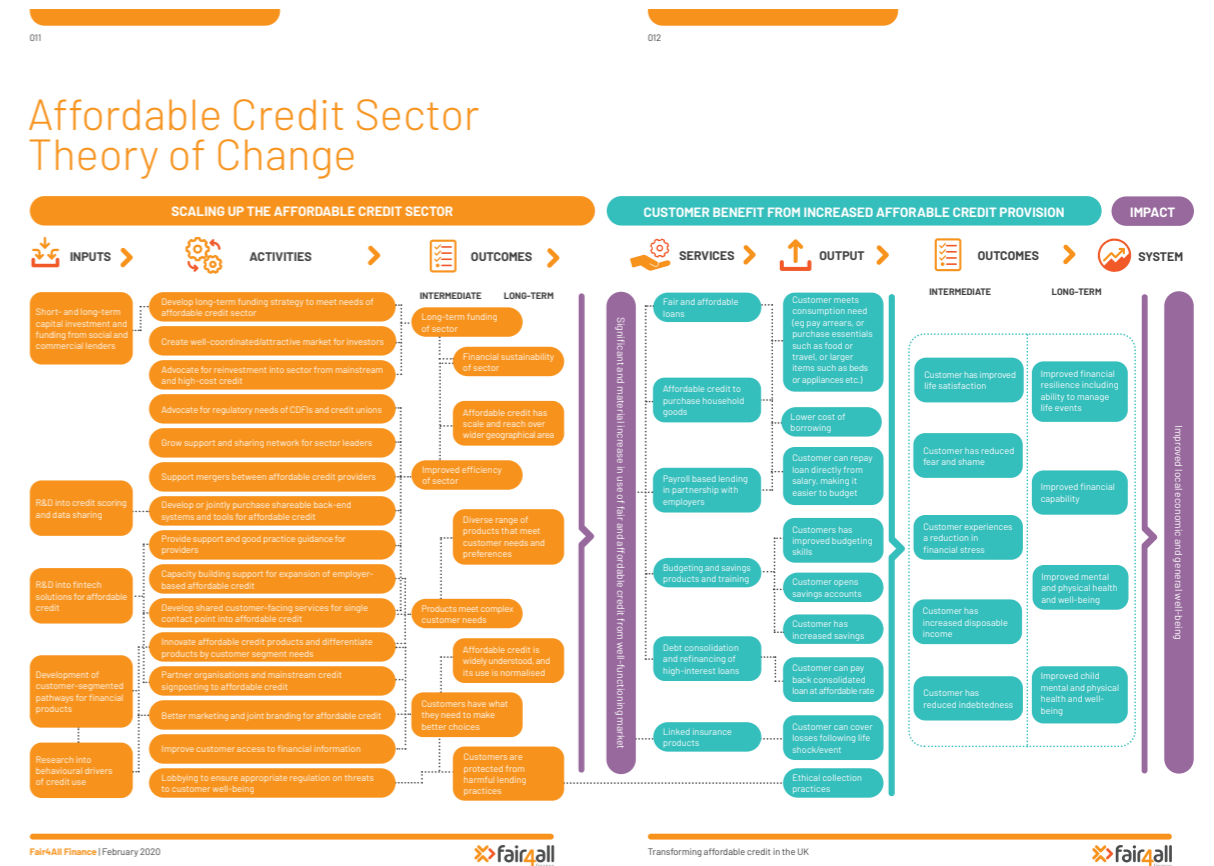 011
012
Affordable Credit Sector
Theory of Change
SCALING UP THE AFFORDABLE CREDIT SECTOR
CUSTOMER BENEFIT FROM INCREASED AFFORABLE CREDIT PROVISION
IMPACT
INPUTS
ACTIVITIES
OUTCOMES
SERVICES
OUTPUT
OUTCOMES
SYSTEM
INTERMEDIATE
LONG-TERM
INTERMEDIATE
LONG-TERM
Short- and long-term
capital investment and
funding from social and
commercial lenders
R&D into credit scoring
and data sharing
R&D into fintech
solutions for affordable
credit
Development of
customer-segmented
pathways for financial
products
Research into
behavioural drivers
of credit use
Develop long-term funding strategy to meet needs of
affordable credit sector
Create well-coordinated/attractive market for investors
Advocate for reinvestment into sector from mainstream
and high-cost credit
Advocate for regulatory needs of CDFIs and credit unions
Grow support and sharing network for sector leaders
Support mergers between affordable credit providers
Develop or jointly purchase shareable back-end
systems and tools for affordable credit
Provide support and good practice guidance for
providers
Capacity building support for expansion of employer-
based affordable credit
Develop shared customer-facing services for single
contact point into affordable credit
Innovate affordable credit products and differentiate
products by customer segment needs
Partner organisations and mainstream credit
signposting to affordable credit
Better marketing and joint branding for affordable credit
Improve customer access to financial information
Lobbying to ensure appropriate regulation on threats
to customer well-being
Long-term funding
of sector
Financial sustainability
of sector
Affordable credit has
scale and reach over
wider geographical area
Improved efficiency
of sector
Diverse range of
products that meet
customer needs and
preferences
Products meet complex
customer needs
Affordable credit is
widely understood, and
its use is normalised
Customers have what
they need to make
better choices
Customers are
protected from
harmful lending
practices
Significant and material increase in use of fair and affordable credit from well-functioning market
Fair and affordable
loans
Affordable credit to
purchase household
goods
Payroll based lending
in partnership with
employers
Budgeting and savings
products and training
Debt consolidation
and refinancing of
high-interest loans
Linked insurance
products
Customer meets
consumption need
(eg pay arrears, or
purchase essentials
such as food or
travel, or larger
items such as beds
or appliances etc.)
Lower cost of
borrowing
Customer can repay
loan directly from
salary, making it
easier to budget
Customers has
improved budgeting
skills
Customer opens
savings accounts
Customer has
increased savings
Customer can pay
back consolidated
loan at affordable rate
Customer can cover
losses following life
shock/event
Ethical collection
practices
Customer has improved
life satisfaction
Customer has reduced
fear and shame
Customer experiences
a reduction in
financial stress
Customer has
increased disposable
income
Customer has
reduced indebtedness
Improved financial
resilience including
ability to manage
life events
Improved financial
capability
Improved mental
and physical health
and well-being
Improved child
mental and physical
health and well-
being
Improved local economic and general well-being
Fair4All Finance | February 2020
fair4all
Transforming affordable credit in the UK
fair4all